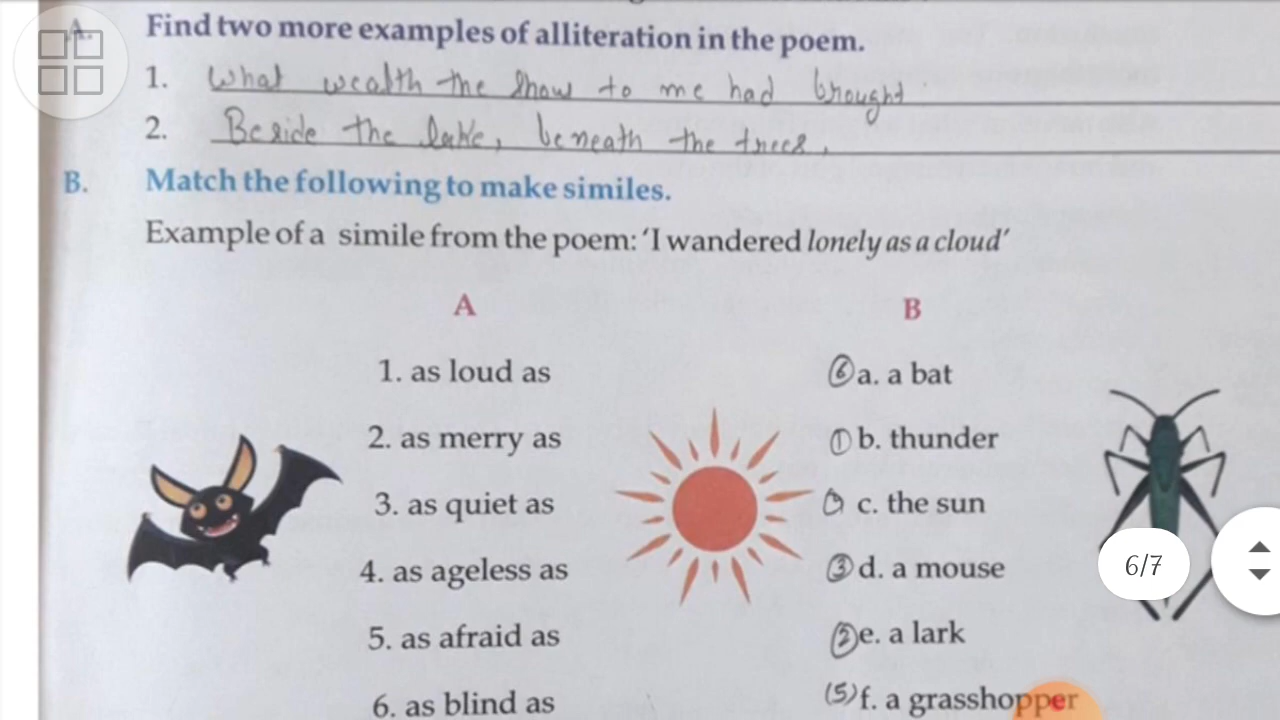 A. Find two more examples of alliteration in the poem.
1. What wealth the show to me had brought
2. Beside the lake, beneath the trees,
B. Match the following to make similes.
Example of a simile from the poem: ‘I wandered lonely as a cloud’
A B
1. as loud as ⑥ a. a bat
2. as merry as ① b. thunder
3. as quiet as c. the sun
4. as ageless as ③ d. a mouse
5. as afraid as ② e. a lark
6. as blind as (5) f. a grasshopper
6/7